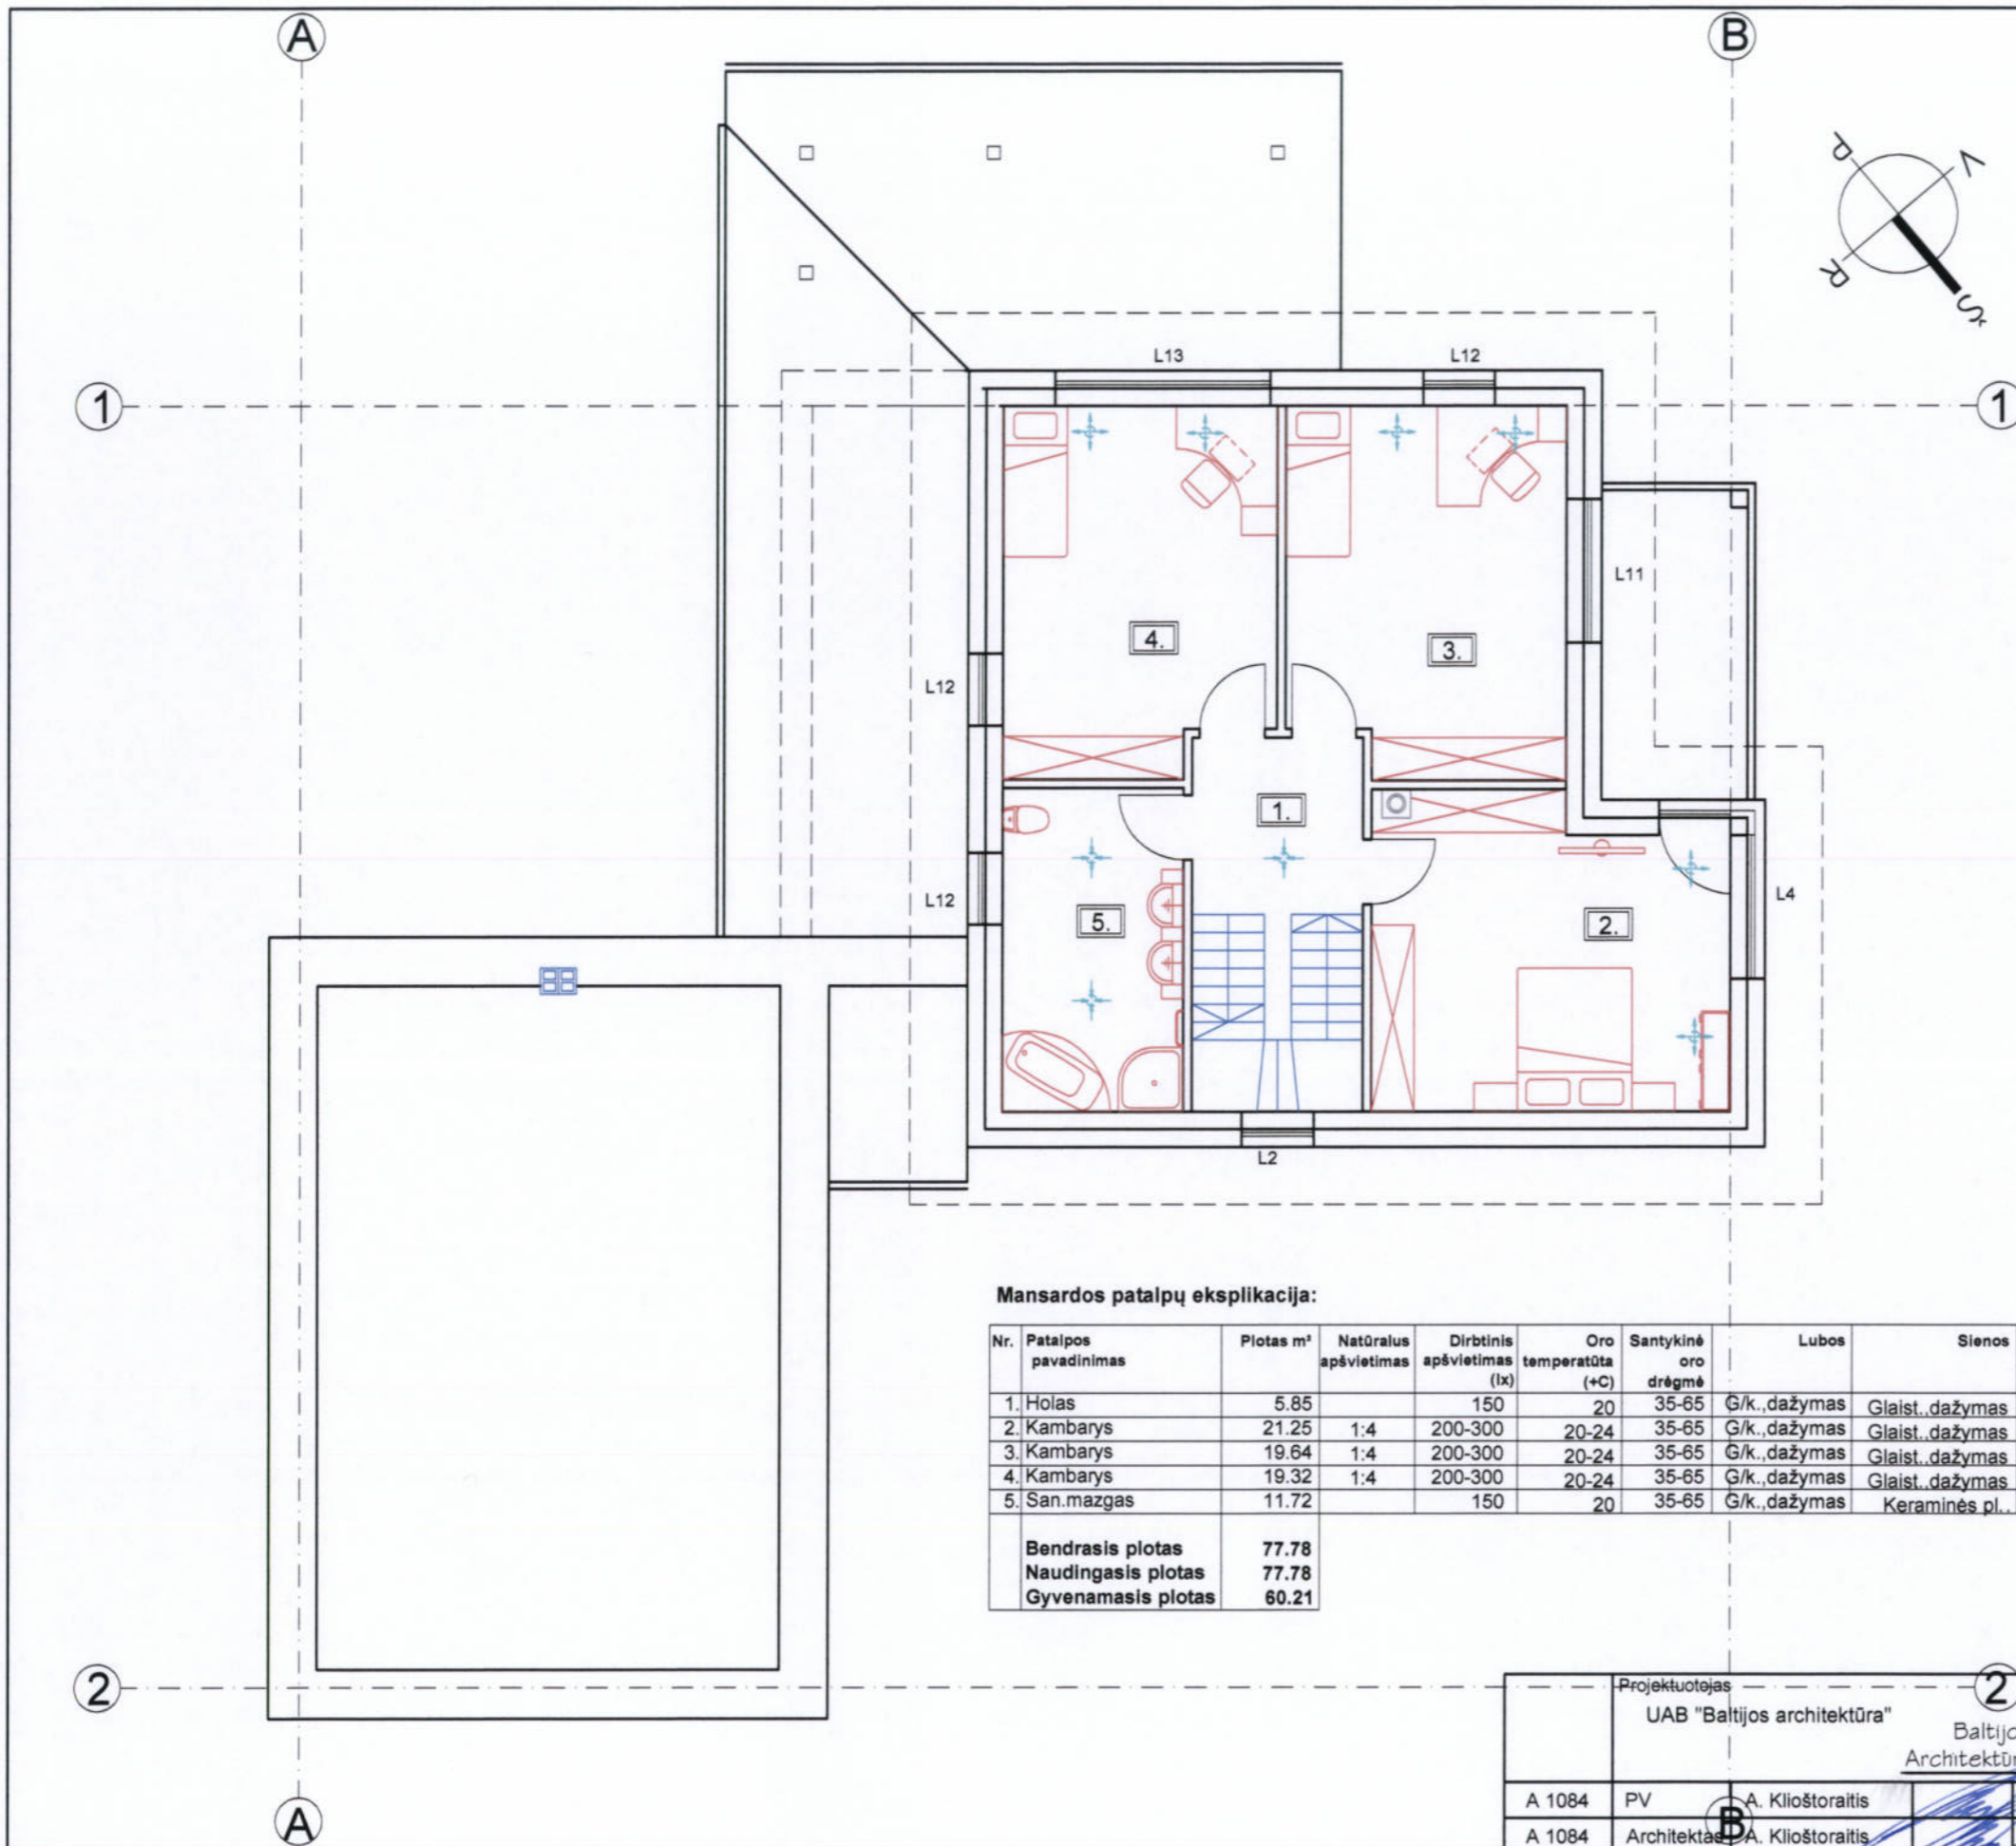 A
B
P
V
R
Š
L13
L12
1
1
L11
4.
3.
L12
1.
L12
5.
2.
L4
L2
Mansardos patalpų eksplikacija:
Nr. Patalpos pavadinimas Plotas m² Natūralus apšvietimas Dirbtinis apšvietimas (lx) Oro temperatūta (+C) Santykinė oro drėgmė Lubos Sienos
1. Holas 5.85 150 20 35-65 G/k.,dažymas Glaist.,dažymas
2. Kambarys 21.25 1:4 200-300 20-24 35-65 G/k.,dažymas Glaist.,dažymas
3. Kambarys 19.64 1:4 200-300 20-24 35-65 G/k.,dažymas Glaist.,dažymas
4. Kambarys 19.32 1:4 200-300 20-24 35-65 G/k.,dažymas Glaist.,dažymas
5. San.mazgas 11.72 150 20 35-65 G/k.,dažymas Keraminės pl..
Bendrasis plotas 77.78
Naudingasis plotas 77.78
Gyvenamasis plotas 60.21
2
2
Projektuotojas
UAB "Baltijos architektūra"
A 1084 PV A. Klioštoraitis
A 1084 Architektas A. Klioštoraitis
A
B